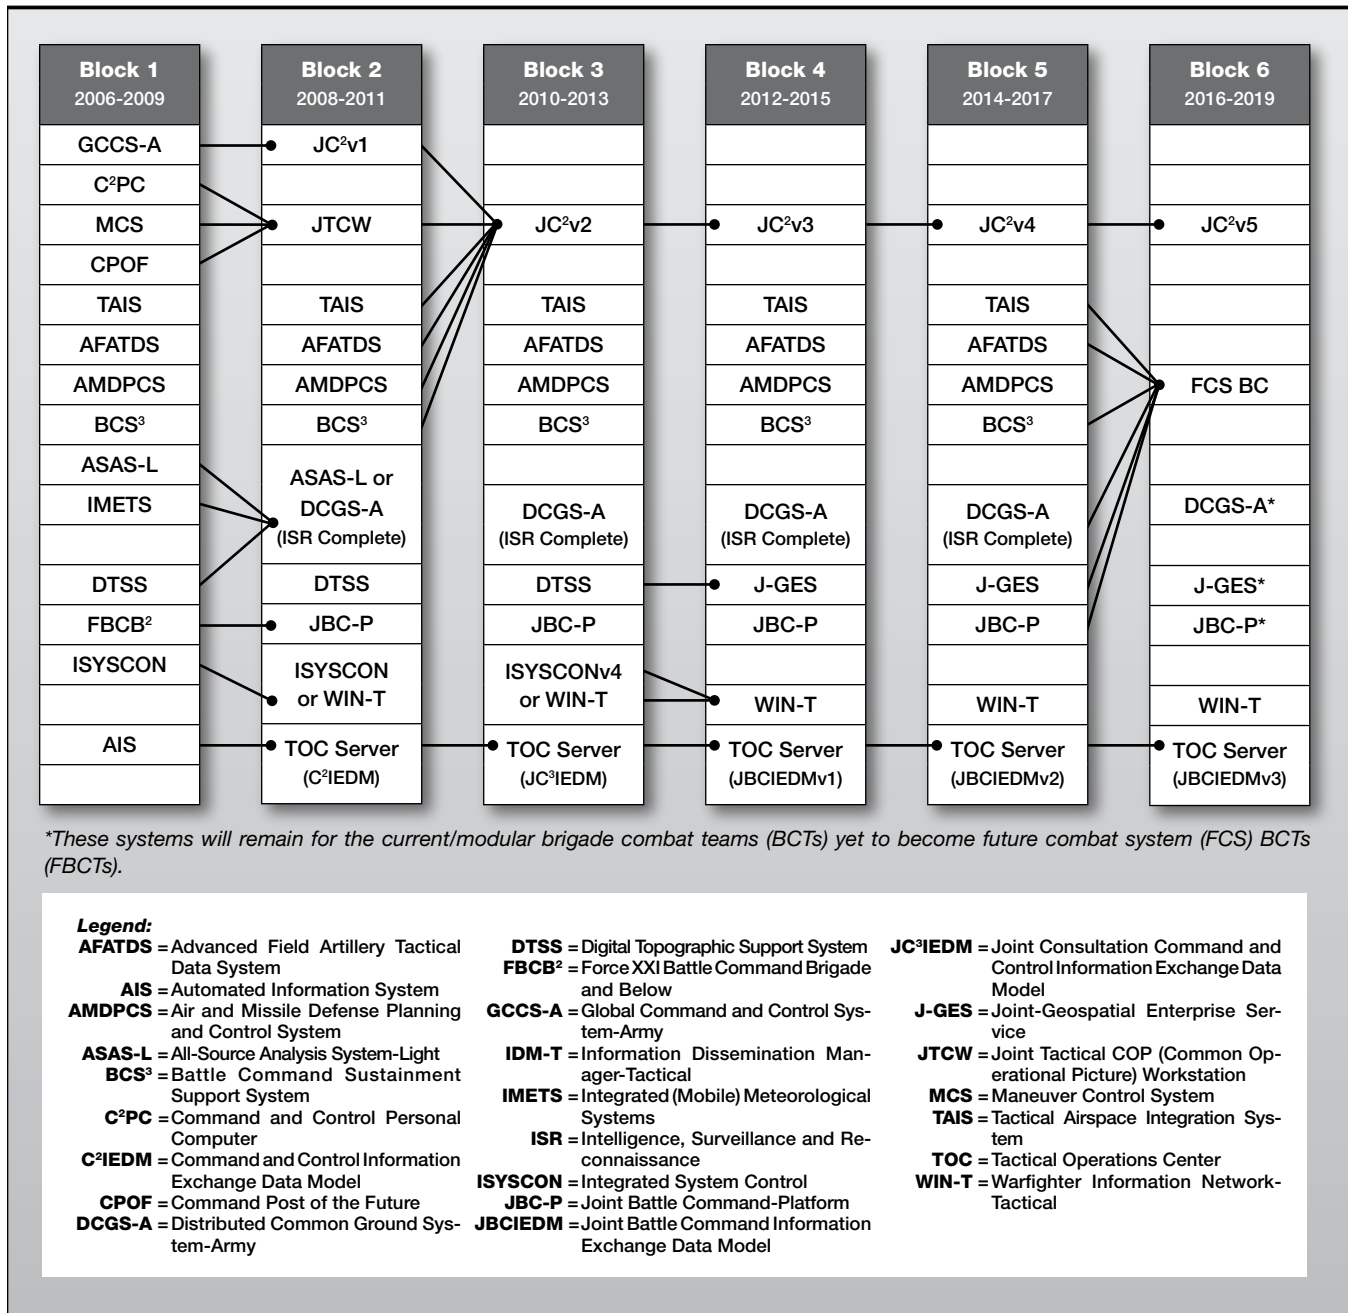 Block 1
2006-2009
GCCS-A
C²PC
MCS
CPOF
TAIS
AFATDS
AMDPCS
BCS³
ASAS-L
IMETS
DTSS
FBCB²
ISYSCON
AIS
Block 2
2008-2011
JC²v1
JTCW
TAIS
AFATDS
AMDPCS
BCS³
ASAS-L or
DCGS-A
(ISR Complete)
DTSS
JBC-P
ISYSCON
or WIN-T
TOC Server
(C²IEDM)
Block 3
2010-2013
JC²v2
TAIS
AFATDS
AMDPCS
BCS³
DCGS-A
(ISR Complete)
DTSS
JBC-P
ISYSCONv4
or WIN-T
TOC Server
(JC³IEDM)
Block 4
2012-2015
JC²v3
TAIS
AFATDS
AMDPCS
BCS³
DCGS-A
(ISR Complete)
J-GES
JBC-P
WIN-T
TOC Server
(JBCIEDMv1)
Block 5
2014-2017
JC²v4
TAIS
AFATDS
AMDPCS
BCS³
DCGS-A
(ISR Complete)
J-GES
JBC-P
WIN-T
TOC Server
(JBCIEDMv2)
Block 6
2016-2019
JC²v5
FCS BC
DCGS-A*
J-GES*
JBC-P*
WIN-T
TOC Server
(JBCIEDMv3)
*These systems will remain for the current/modular brigade combat teams (BCTs) yet to become future combat system (FCS) BCTs
(FBCTs).
Legend:
AFATDS = Advanced Field Artillery Tactical
Data System
AIS = Automated Information System
AMDPCS = Air and Missile Defense Planning
and Control System
ASAS-L = All-Source Analysis System-Light
BCS³ = Battle Command Sustainment
Support System
C²PC = Command and Control Personal
Computer
C²IEDM = Command and Control Information
Exchange Data Model
CPOF = Command Post of the Future
DCGS-A = Distributed Common Ground Sys-
tem-Army
DTSS = Digital Topographic Support System
FBCB² = Force XXI Battle Command Brigade
and Below
GCCS-A = Global Command and Control Sys-
tem-Army
IDM-T = Information Dissemination Man-
ager-Tactical
IMETS = Integrated (Mobile) Meteorological
Systems
ISR = Intelligence, Surveillance and Re-
connaissance
ISYSCON = Integrated System Control
JBC-P = Joint Battle Command-Platform
JBCIEDM = Joint Battle Command Information
Exchange Data Model
JC³IEDM = Joint Consultation Command and
Control Information Exchange Data
Model
J-GES = Joint-Geospatial Enterprise Ser-
vice
JTCW = Joint Tactical COP (Common Op-
erational Picture) Workstation
MCS = Maneuver Control System
TAIS = Tactical Airspace Integration Sys-
tem
TOC = Tactical Operations Center
WIN-T = Warfighter Information Network-
Tactical